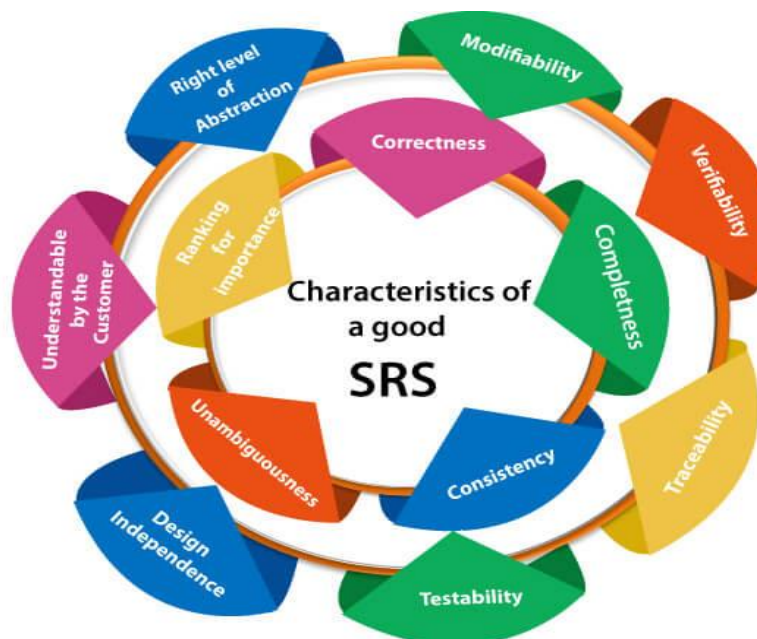 Characteristics of
a good
SRS
Correctness
Completness
Consistency
Unambiguousness
Ranking
for
importance
Modifiability
Verifiability
Traceability
Testability
Design
Independence
Understandable
by the
Customer
Right level
of
Abstraction